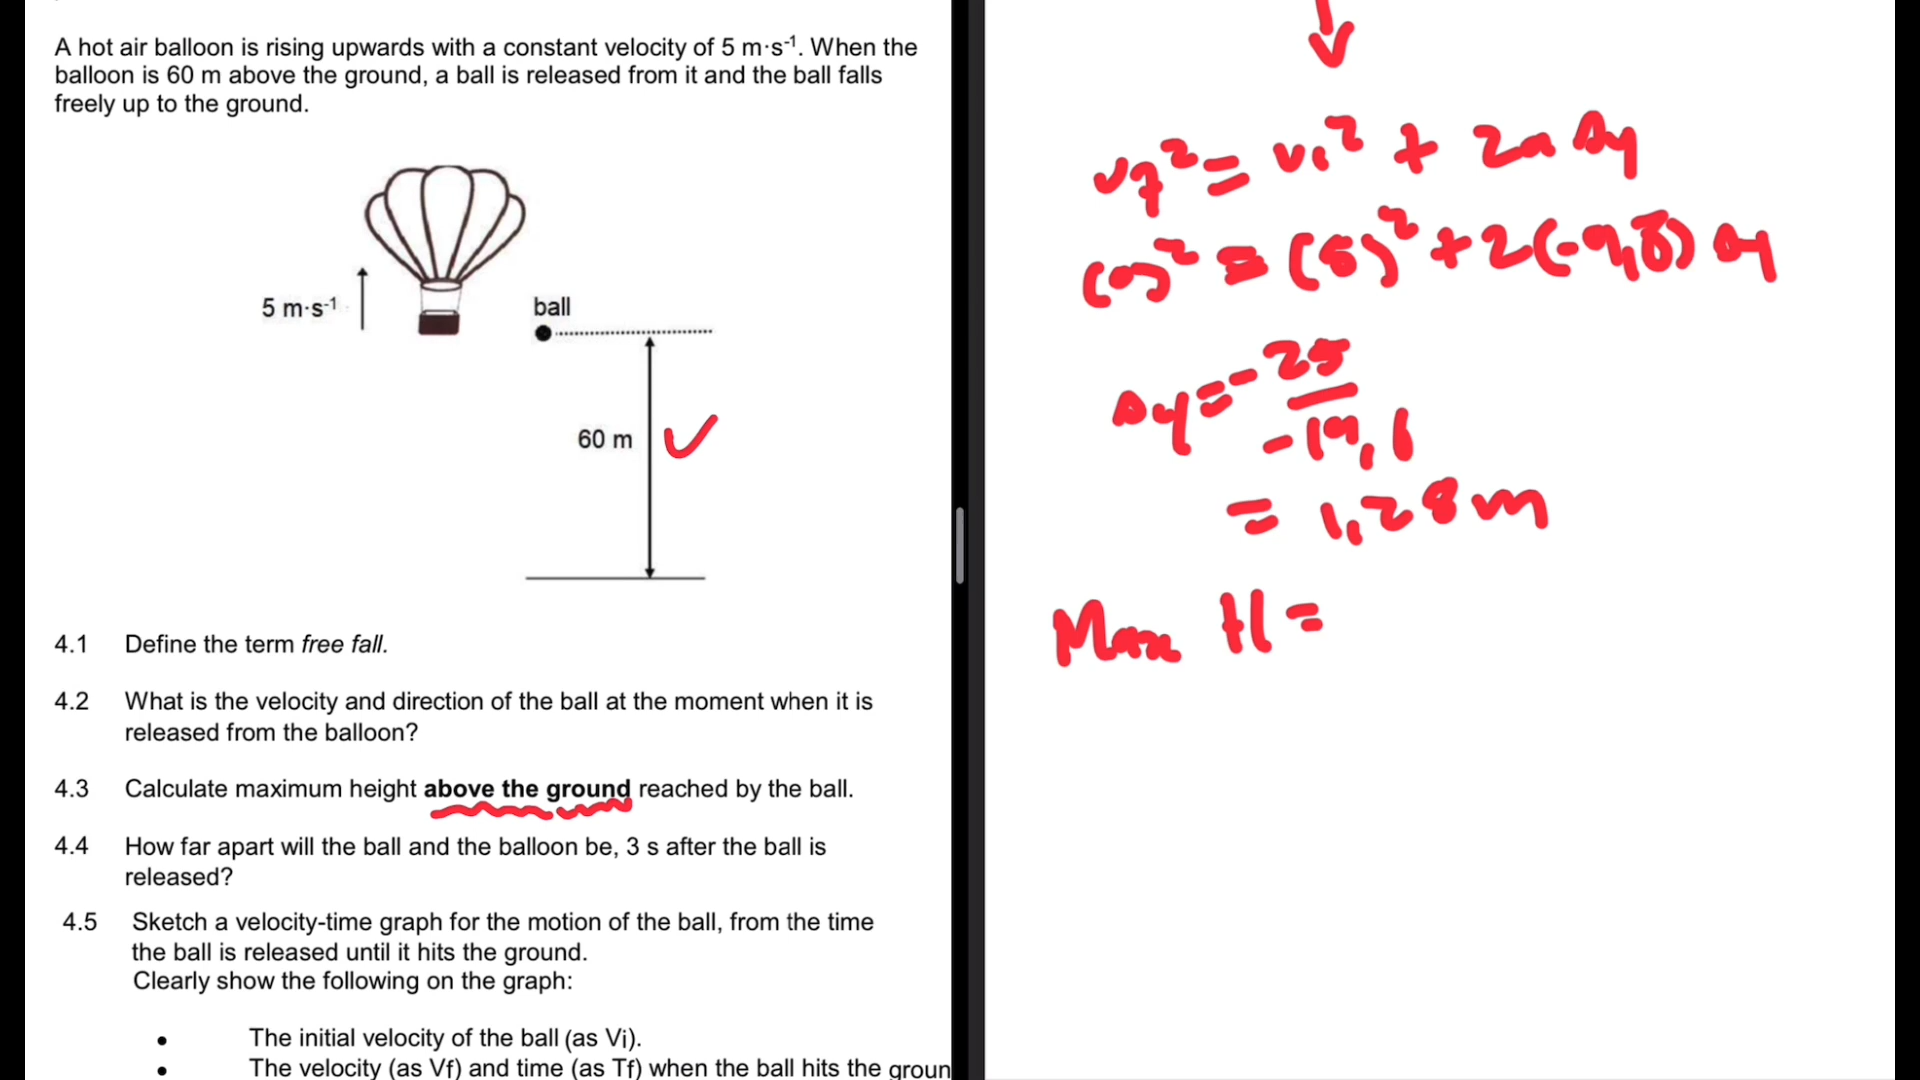 A hot air balloon is rising upwards with a constant velocity of 5 m·s⁻¹. When the
balloon is 60 m above the ground, a ball is released from it and the ball falls
freely up to the ground.
5 m·s⁻¹
ball
60 m
4.1 Define the term free fall.
4.2 What is the velocity and direction of the ball at the moment when it is
released from the balloon?
4.3 Calculate maximum height above the ground reached by the ball.
4.4 How far apart will the ball and the balloon be, 3 s after the ball is
released?
4.5 Sketch a velocity-time graph for the motion of the ball, from the time
the ball is released until it hits the ground.
Clearly show the following on the graph:
• The initial velocity of the ball (as Vi).
• The velocity (as Vf) and time (as Tf) when the ball hits the groun
vf² = vi² + 2a Δy
(0)² = (5)² + 2(-9,8) Δy
Δy = -25
-19,6
= 1,28m
Max H =